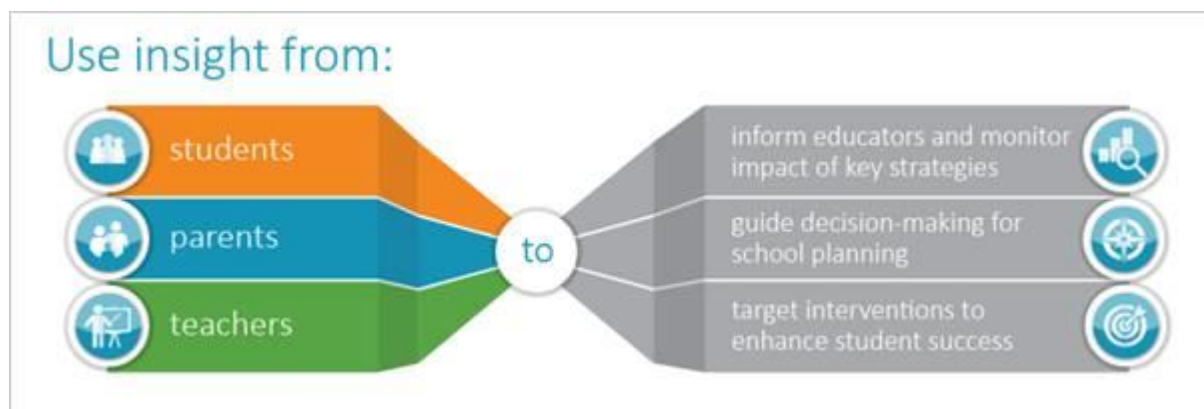 Use insight from:
students
parents
teachers
to
inform educators and monitor
impact of key strategies
guide decision-making for
school planning
target interventions to
enhance student success